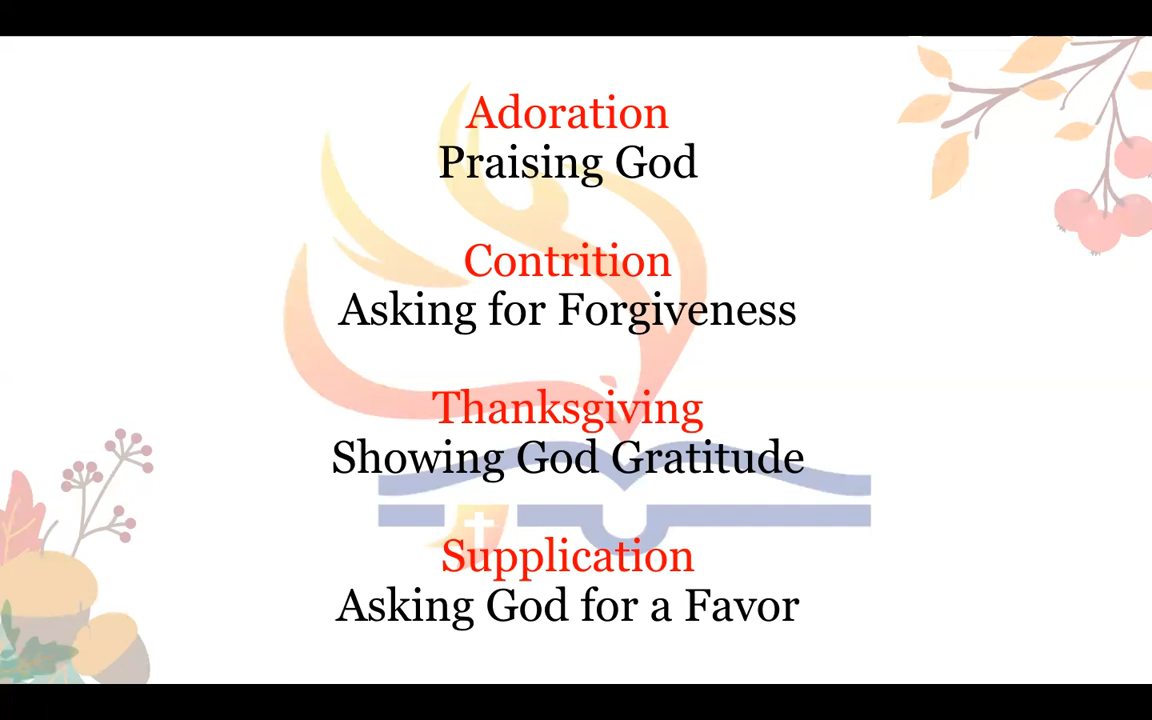 Adoration
Praising God
Contrition
Asking for Forgiveness
Thanksgiving
Showing God Gratitude
Supplication
Asking God for a Favor